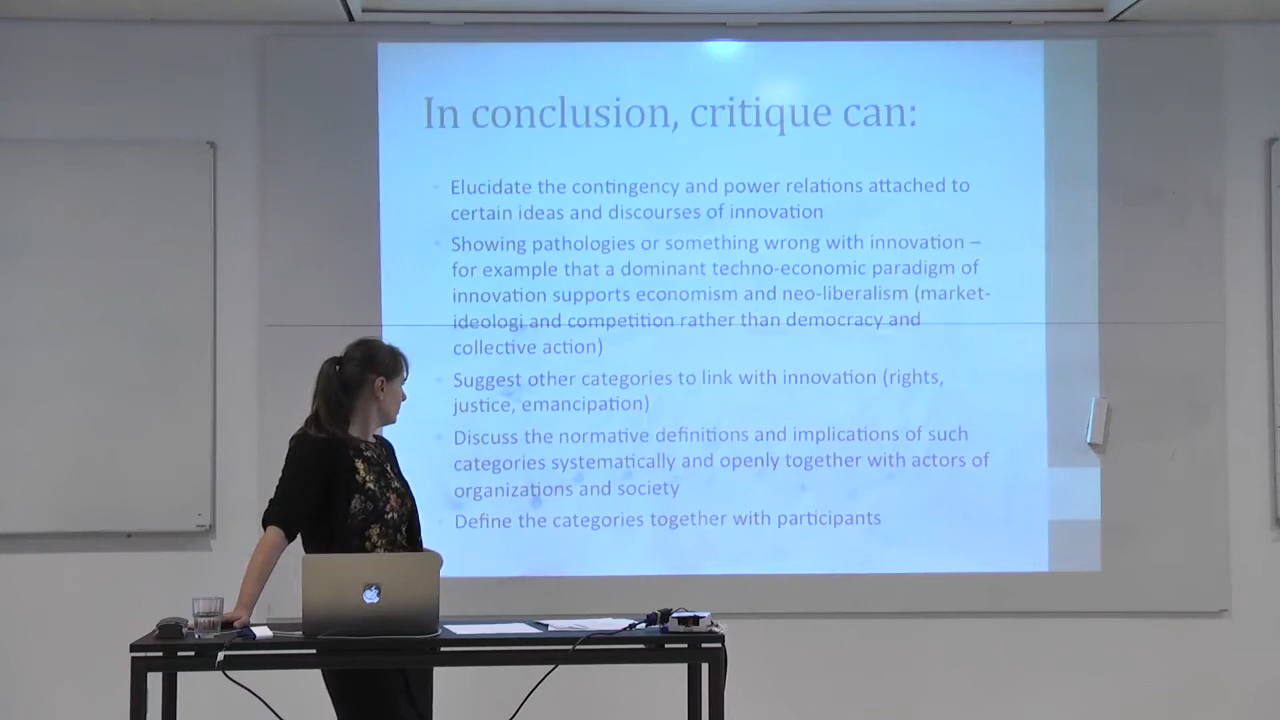 In conclusion, critique can:
Elucidate the contingency and power relations attached to
certain ideas and discourses of innovation
Showing pathologies or something wrong with innovation –
for example that a dominant techno-economic paradigm of
innovation supports economism and neo-liberalism (market-
ideologi and competition rather than democracy and
collective action)
Suggest other categories to link with innovation (rights,
justice, emancipation)
Discuss the normative definitions and implications of such
categories systematically and openly together with actors of
organizations and society
Define the categories together with participants